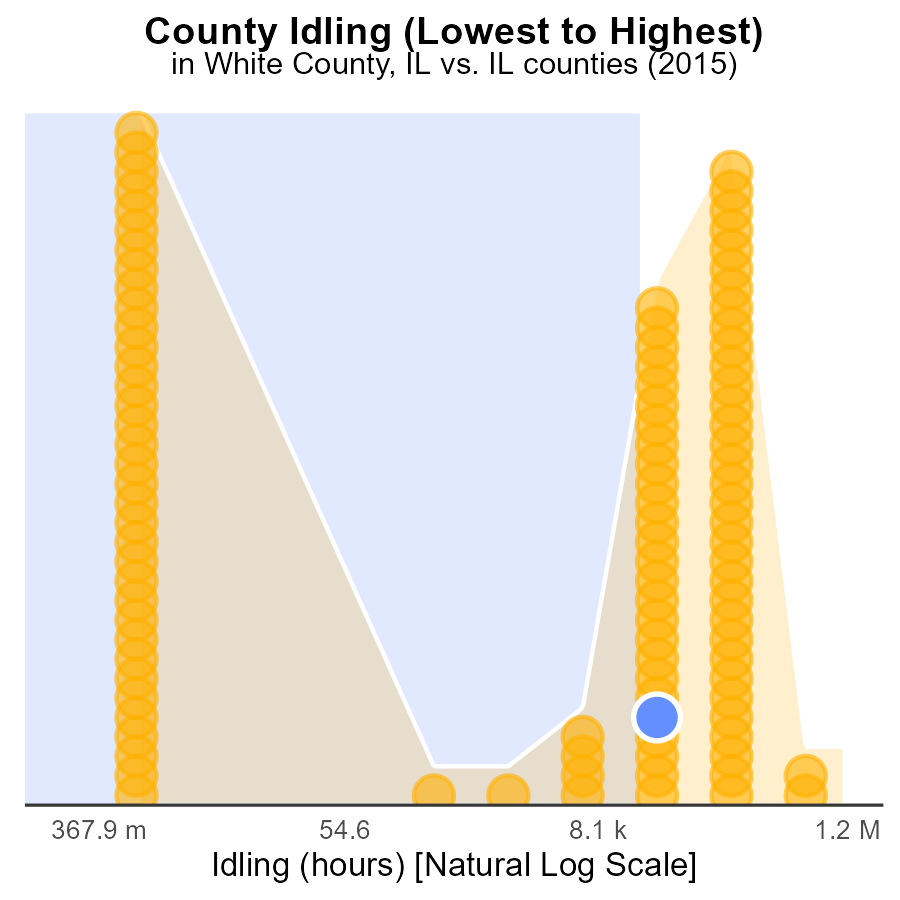 County Idling (Lowest to Highest)
in White County, IL vs. IL counties (2015)
367.9 m 54.6 8.1 k 1.2 M
Idling (hours) [Natural Log Scale]